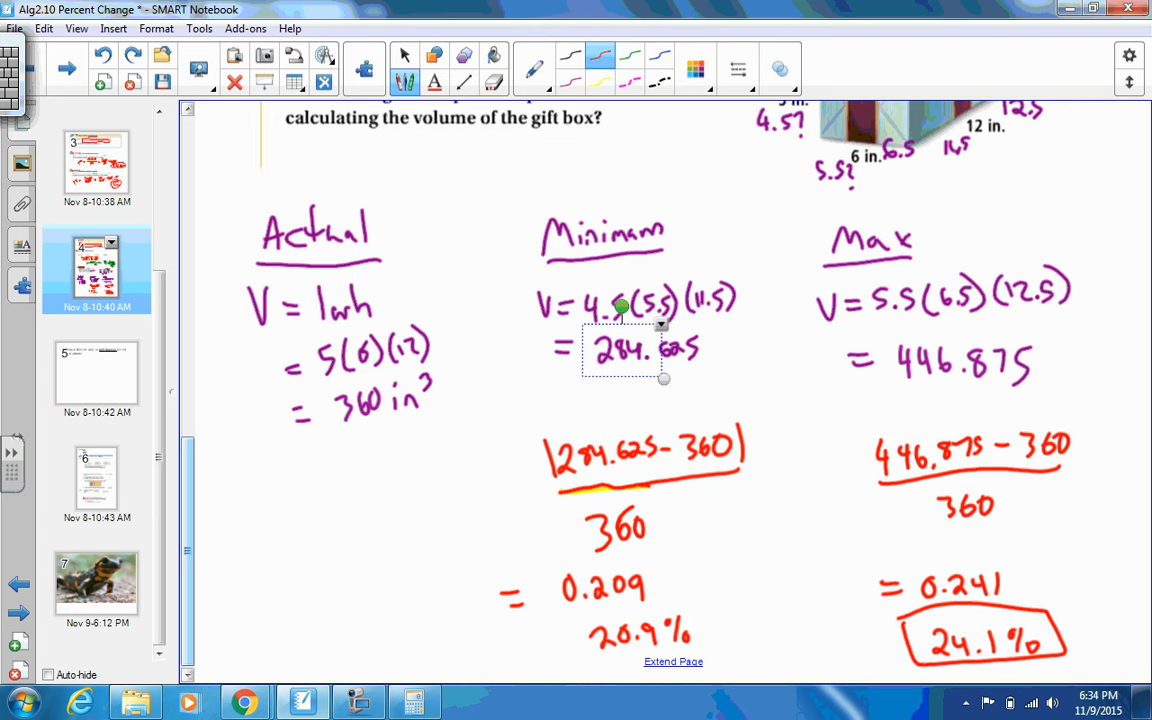 Alg2.10 Percent Change * - SMART Notebook
File Edit View Insert Format Tools Add-ons Help
3
Nov 8-10:38 AM
4
Nov 8-10:40 AM
5
Nov 8-10:42 AM
6
Nov 8-10:43 AM
7
Nov 9-6:12 PM
Auto-hide
calculating the volume of the gift box?
4.5?
12.5
12 in.
6 in.
6.5
5.5?
Actual
V = lwh
= 5(6)(12)
= 360 in³
Minimum
V = 4.5(5.5)(11.5)
= 284.625
|284.625 - 360|
360
= 0.209
20.9%
Max
V = 5.5(6.5)(12.5)
= 446.875
446.875 - 360
360
= 0.241
24.1%
Extend Page
6:34 PM
11/9/2015